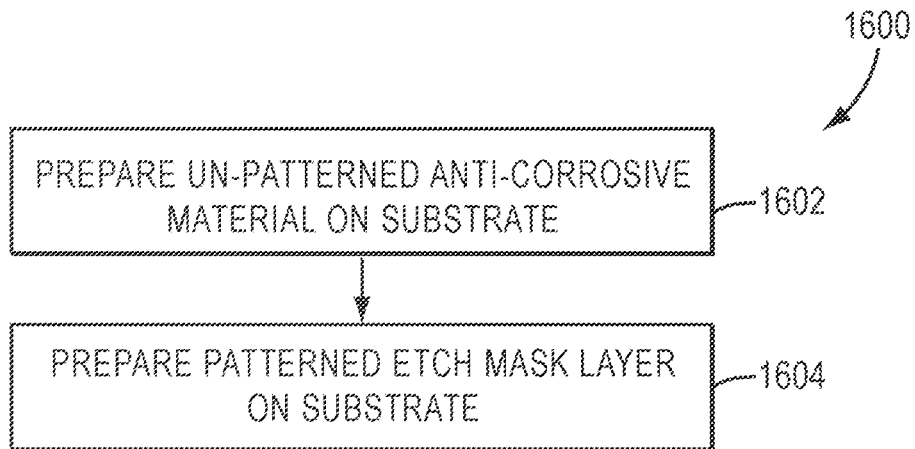 1600
PREPARE UN-PATTERNED ANTI-CORROSIVE
MATERIAL ON SUBSTRATE
1602
PREPARE PATTERNED ETCH MASK LAYER
ON SUBSTRATE
1604